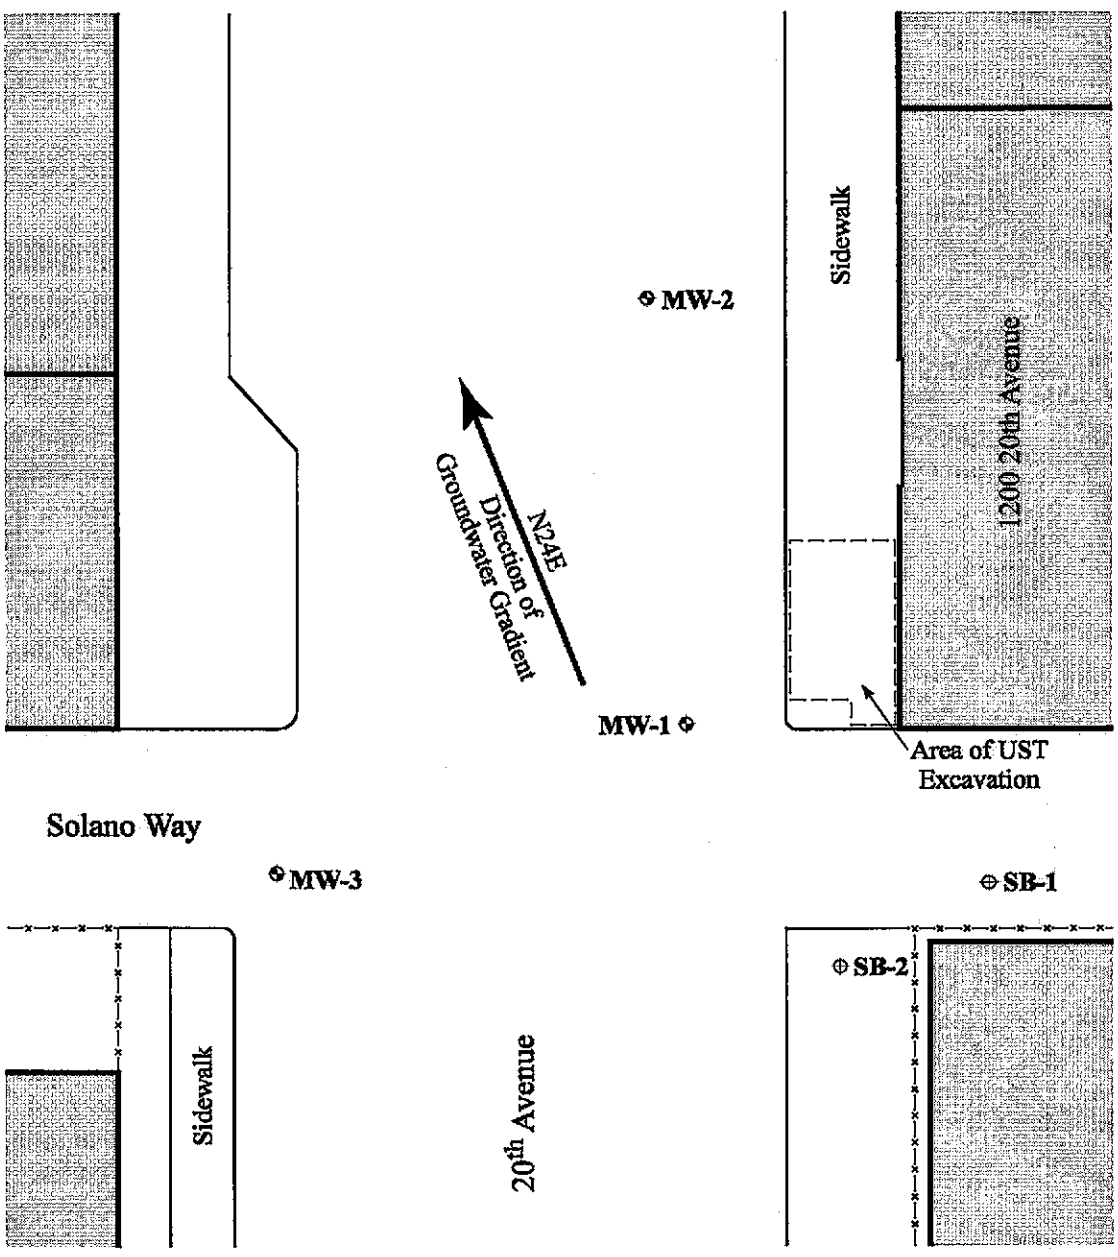 Sidewalk
MW-2
1200 20th Avenue
N24E
Direction of
Groundwater Gradient
MW-1
Area of UST
Excavation
Solano Way
MW-3
SB-1
SB-2
Sidewalk
20th Avenue